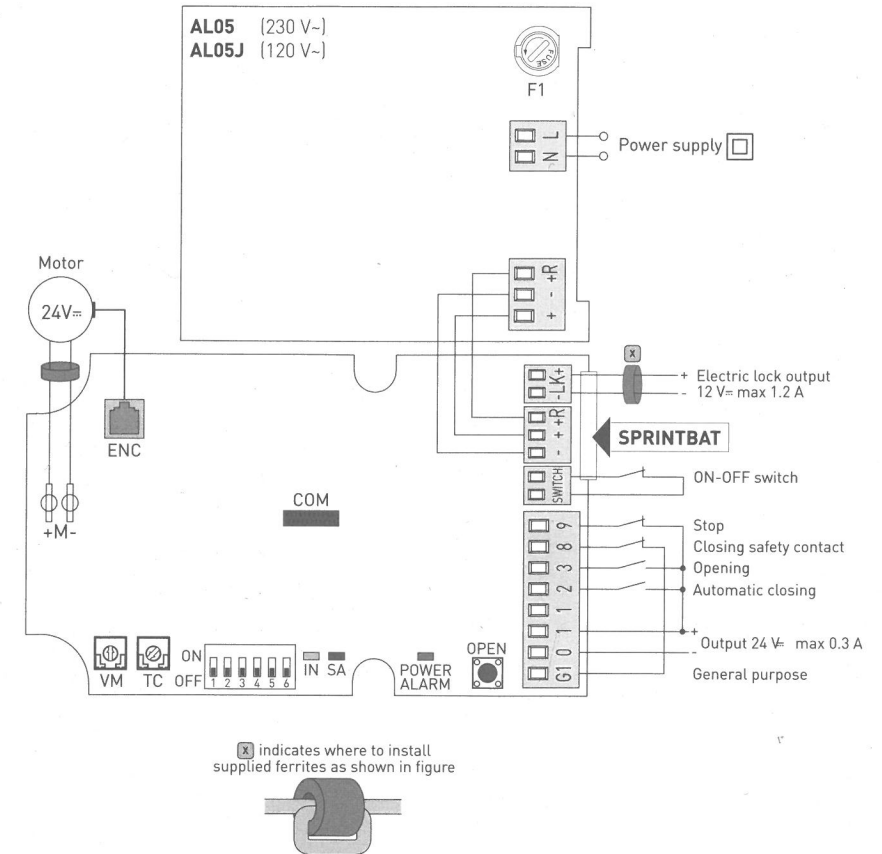 AL05 (230 V~)
AL05J (120 V~)
FUSE
F1
L
N
Power supply
+R
-
+
Motor
24V⎓
ENC
+M-
COM
x
-LK+
+ Electric lock output
- 12 V⎓ max 1.2 A
+R
+
-
SPRINTBAT
SWITCH
ON-OFF switch
9 Stop
8 Closing safety contact
3 Opening
2 Automatic closing
1
1 +
0 -
Output 24 V⎓ max 0.3 A
G1 General purpose
VM
TC
ON
OFF
1 2 3 4 5 6
IN SA
POWER
ALARM
OPEN
x indicates where to install
supplied ferrites as shown in figure